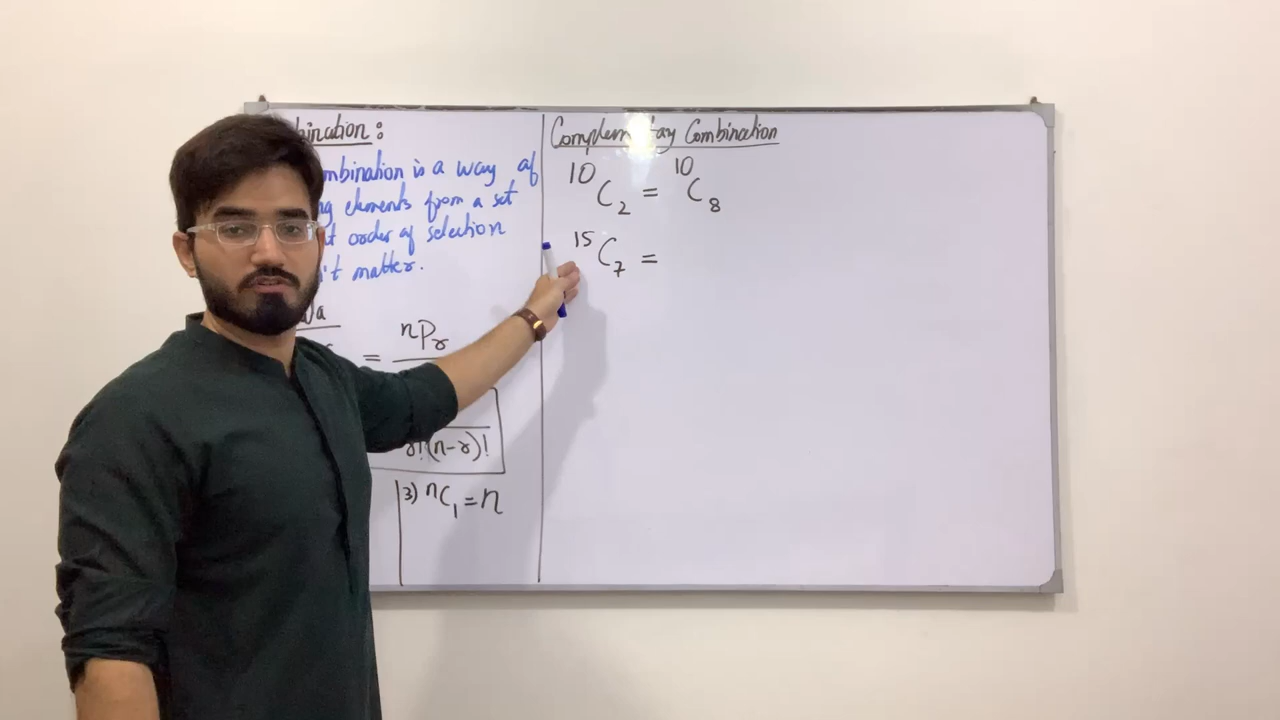 bination :
mbination is a way of
ng elements from a set
t order of selection
't matter.
la
= nPr
r!(n-r)!
3) nC1 = n
Complementary Combination
10C2 = 10C8
15C7 =